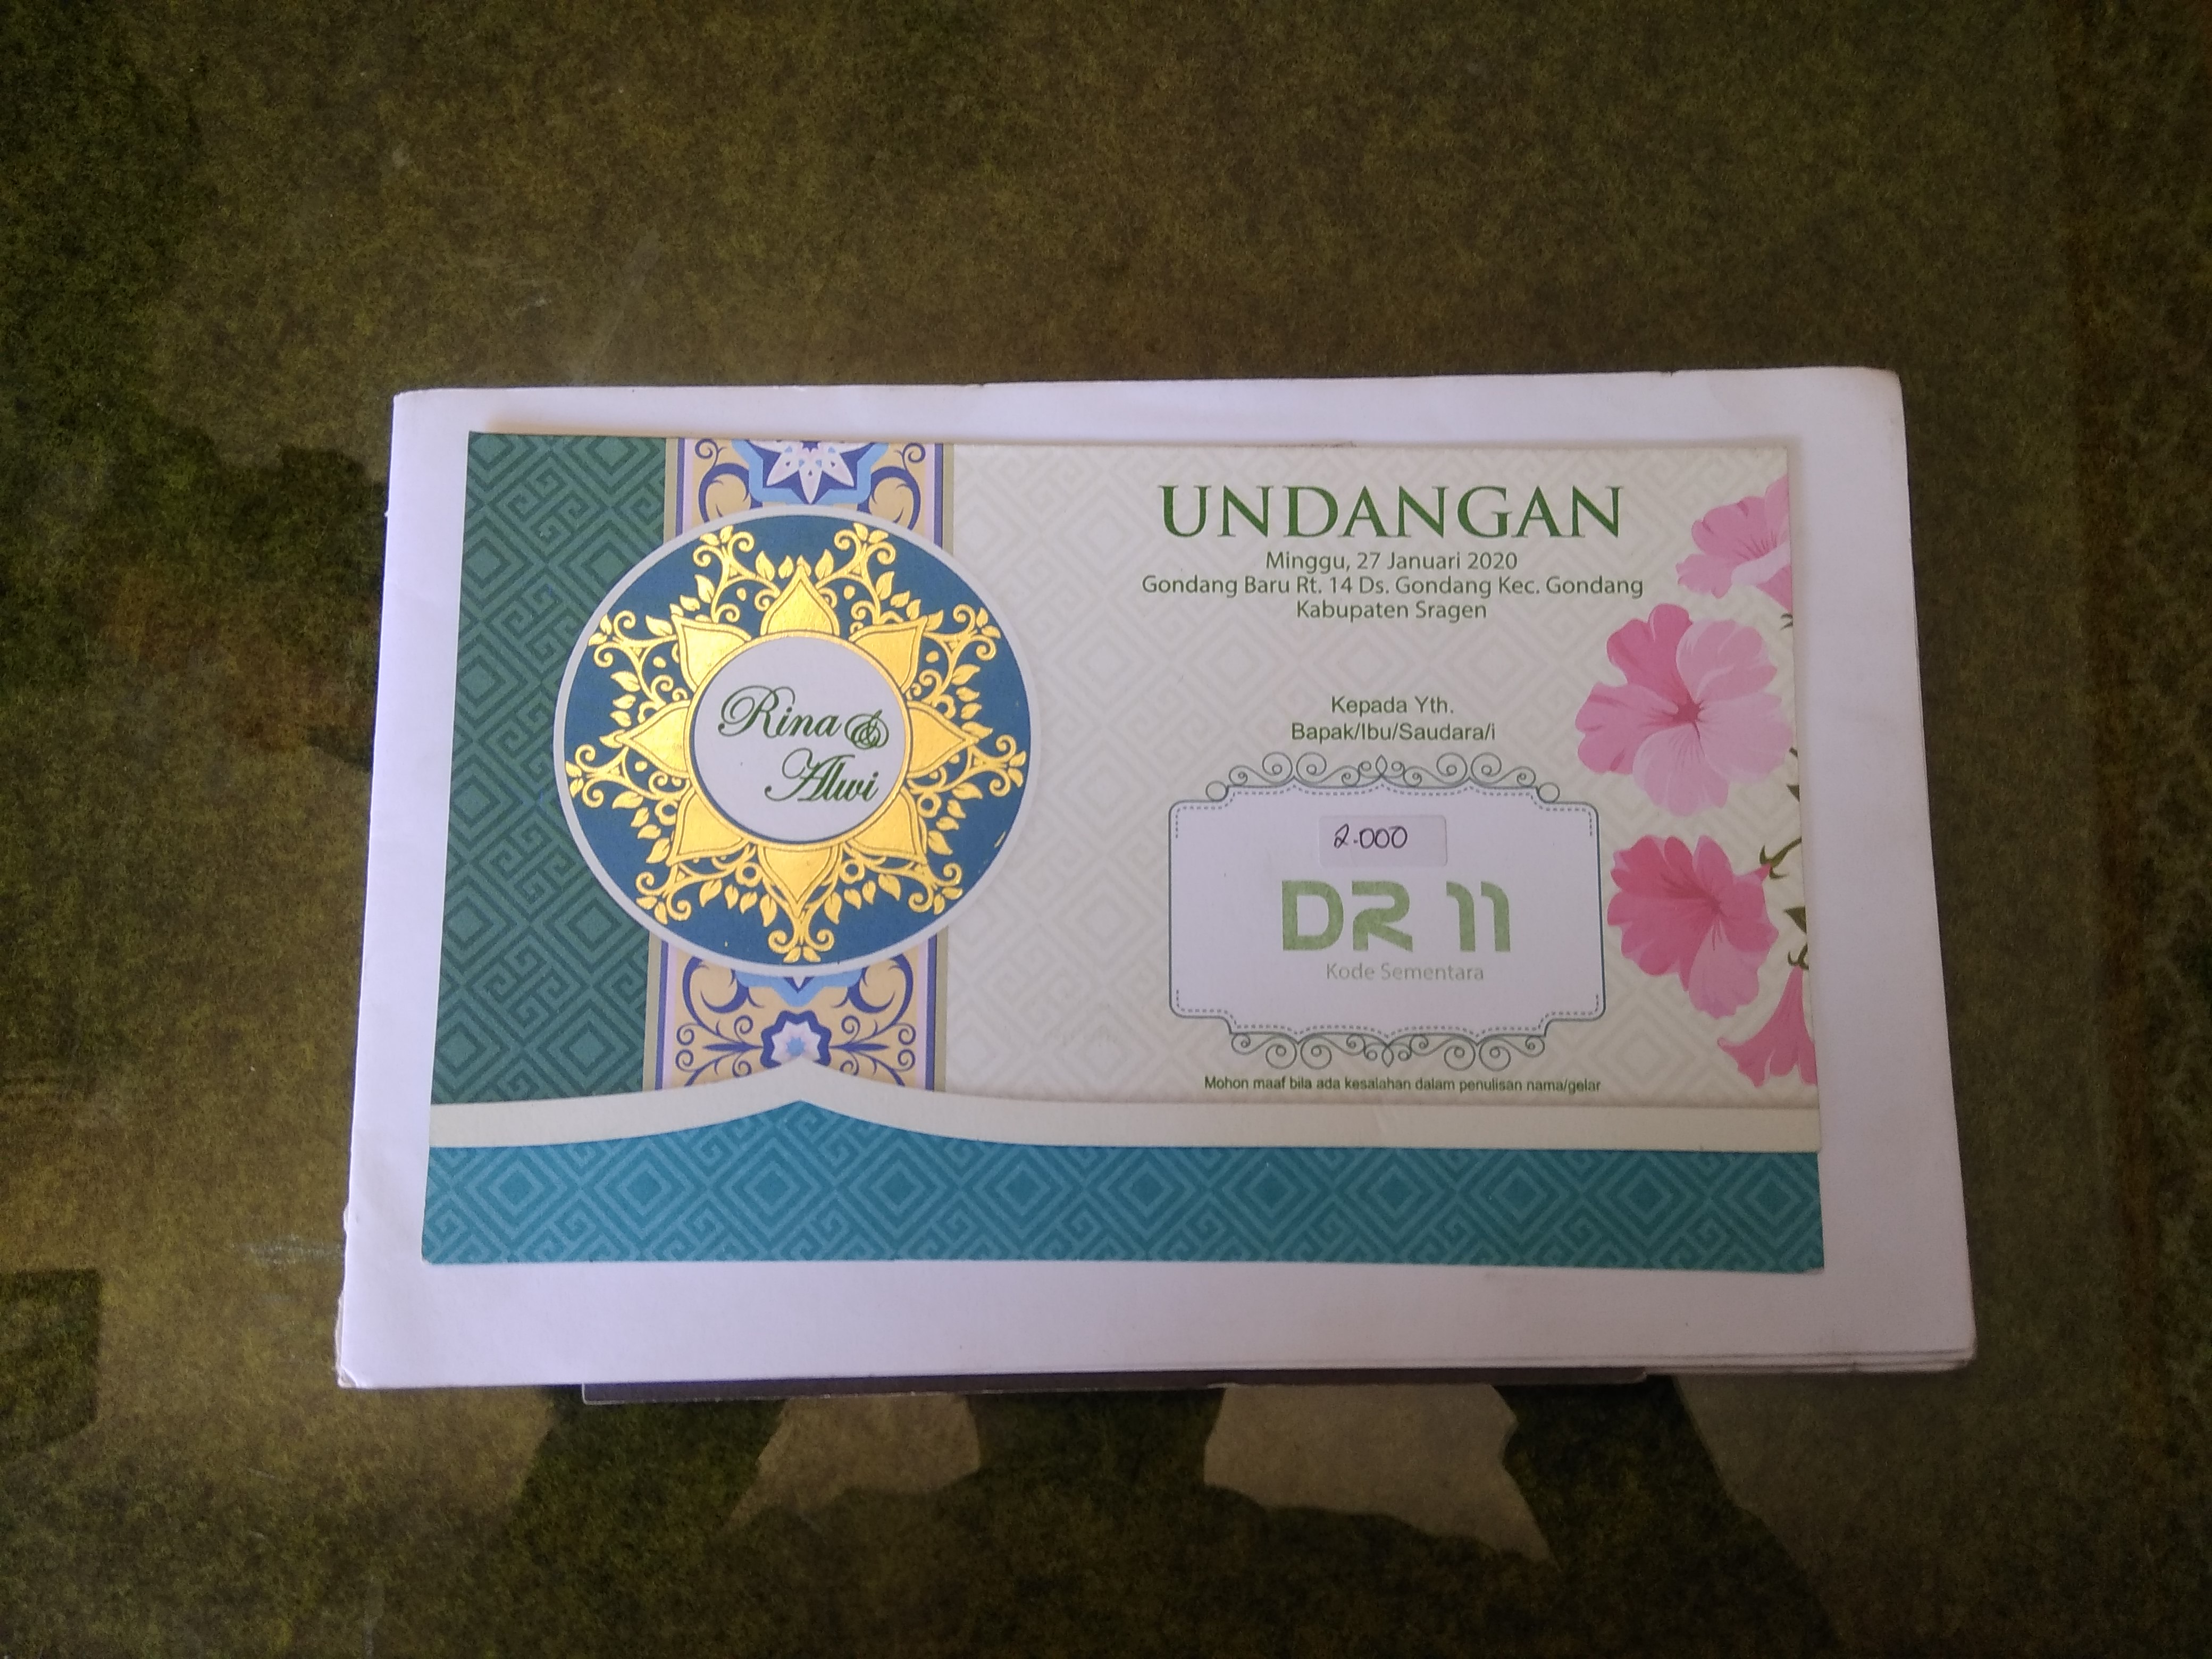 Rina &
Alwi
UNDANGAN
Minggu, 27 Januari 2020
Gondang Baru Rt. 14 Ds. Gondang Kec. Gondang
Kabupaten Sragen
Kepada Yth.
Bapak/Ibu/Saudara/i
2.000
DR 11
Kode Sementara
Mohon maaf bila ada kesalahan dalam penulisan nama/gelar